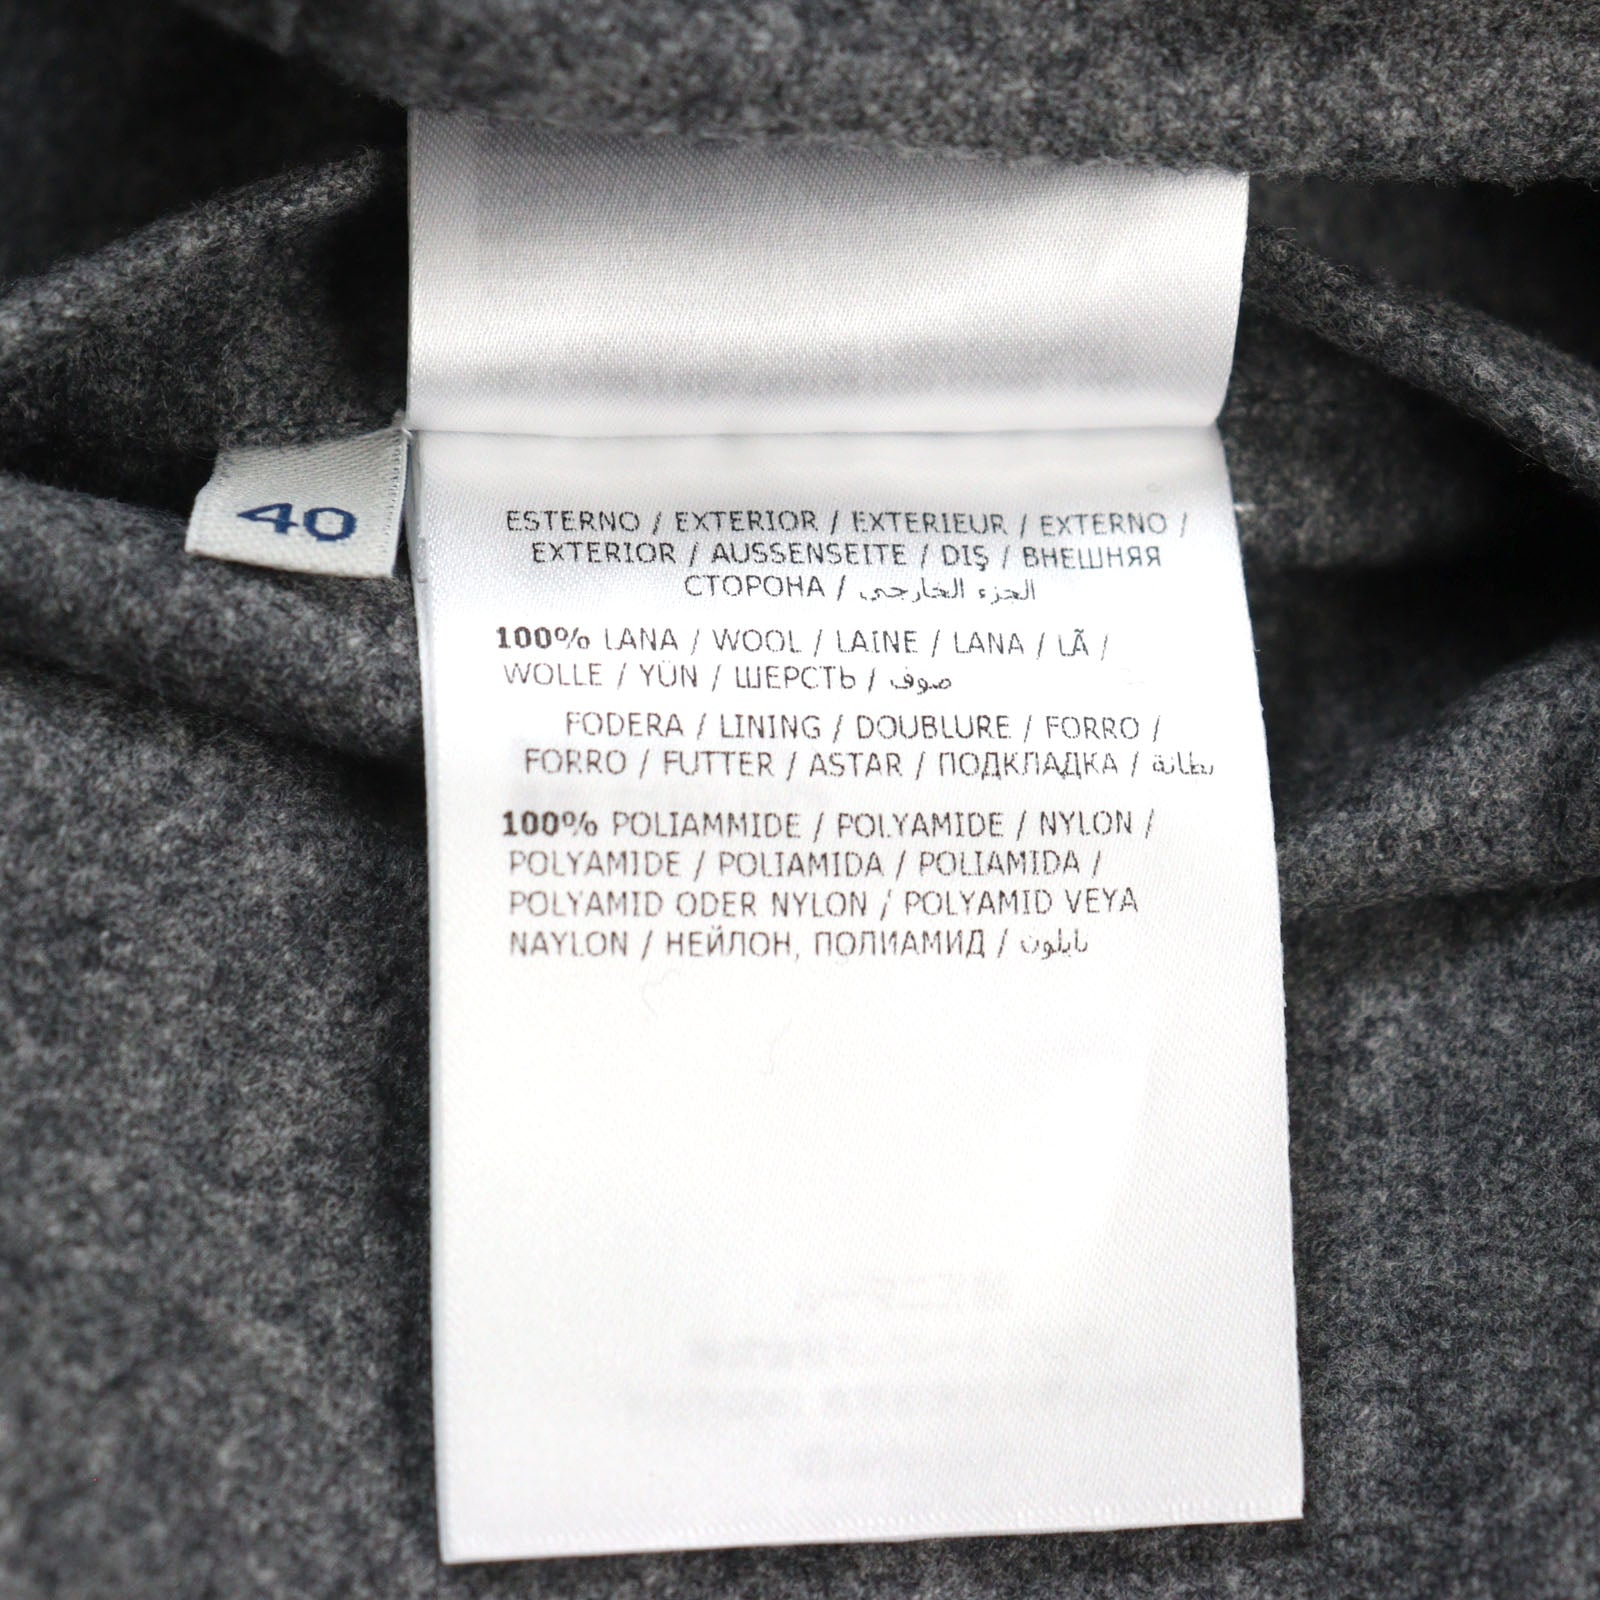 40
ESTERNO / EXTERIOR / EXTERIEUR / EXTERNO /
EXTERIOR / AUSSENSEITE / DIŞ / ВНЕШНЯЯ
СТОРОНА / الجزء الخارجي
100% LANA / WOOL / LAINE / LANA / LÃ /
WOLLE / YÜN / ШЕРСТЬ / صوف
FODERA / LINING / DOUBLURE / FORRO /
FORRO / FUTTER / ASTAR / ПОДКЛАДКА / بطانة
100% POLIAMMIDE / POLYAMIDE / NYLON /
POLYAMIDE / POLIAMIDA / POLIAMIDA /
POLYAMID ODER NYLON / POLYAMID VEYA
NAYLON / НЕЙЛОН, ПОЛИАМИД / نايلون